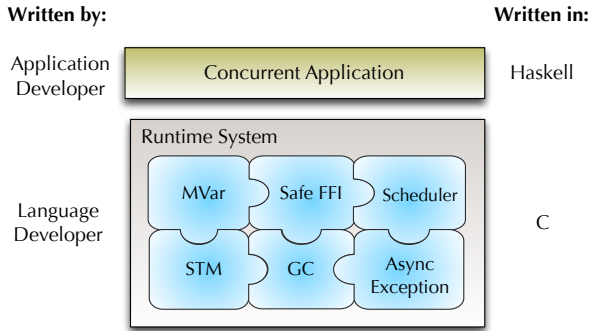 Written by:
Written in:
Application
Developer
Concurrent Application
Haskell
Runtime System
MVar
Safe FFI
Scheduler
Language
Developer
C
STM
GC
Async
Exception